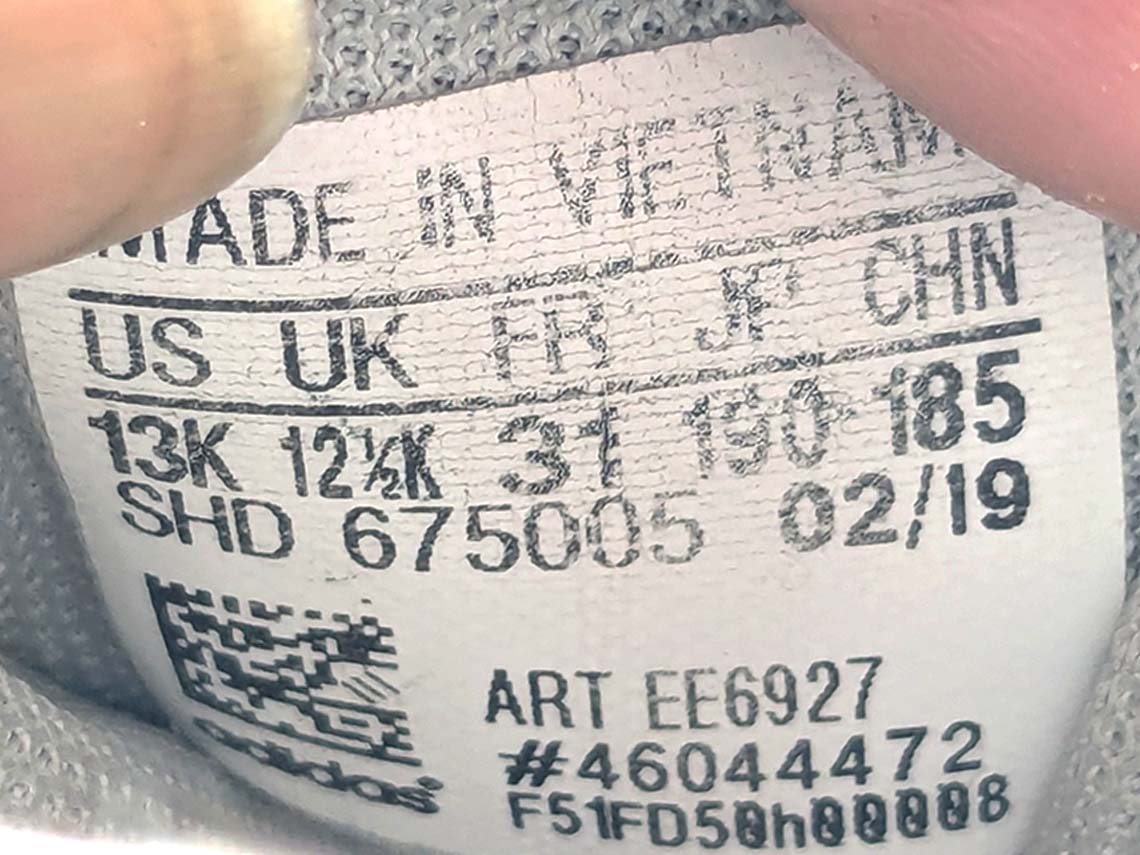 MADE IN VIETNAM
US UK FR JP CHN
13K 12½K 31 190 185
SHD 675005 02/19
ART EE6927
#46044472
F51FD50h00008
adidas